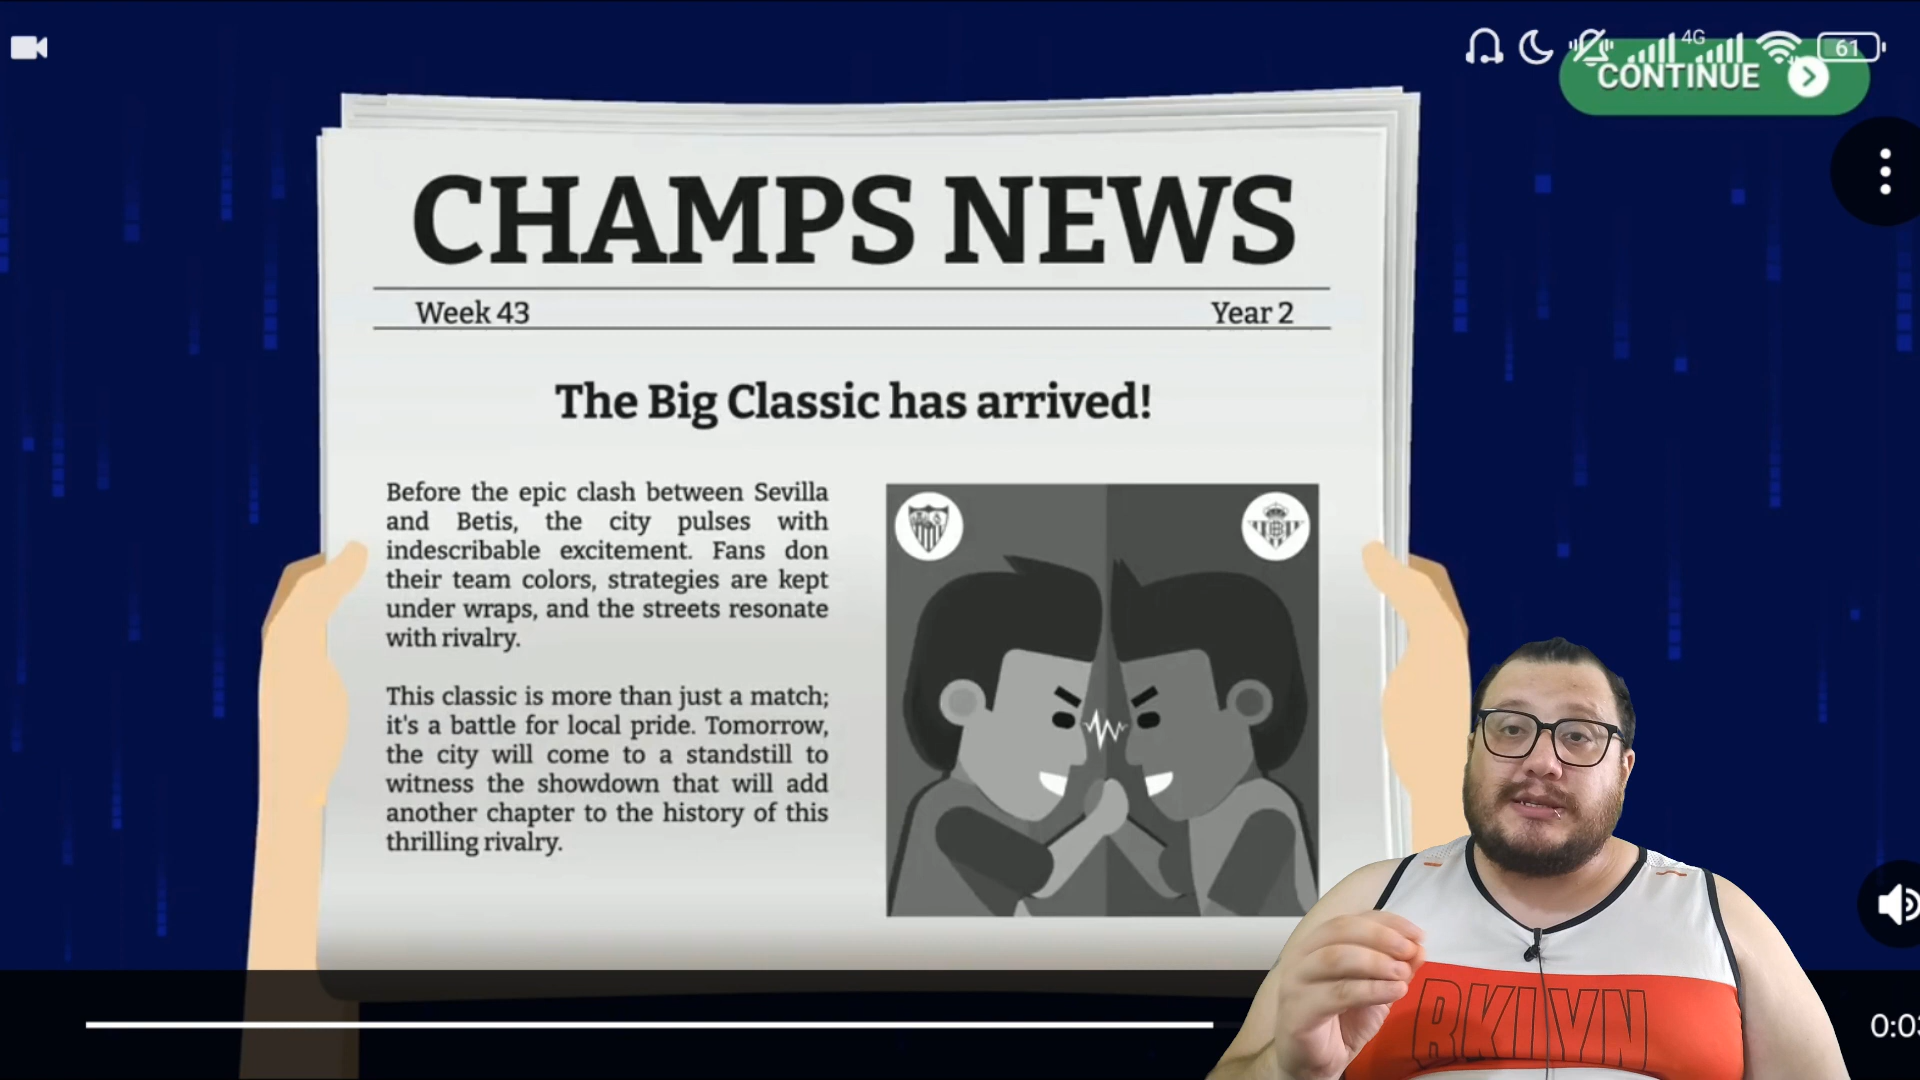 4G
61
CONTINUE
CHAMPS NEWS
Week 43
Year 2
The Big Classic has arrived!
Before the epic clash between Sevilla
and Betis, the city pulses with
indescribable excitement. Fans don
their team colors, strategies are kept
under wraps, and the streets resonate
with rivalry.
This classic is more than just a match;
it's a battle for local pride. Tomorrow,
the city will come to a standstill to
witness the showdown that will add
another chapter to the history of this
thrilling rivalry.
BKLYN